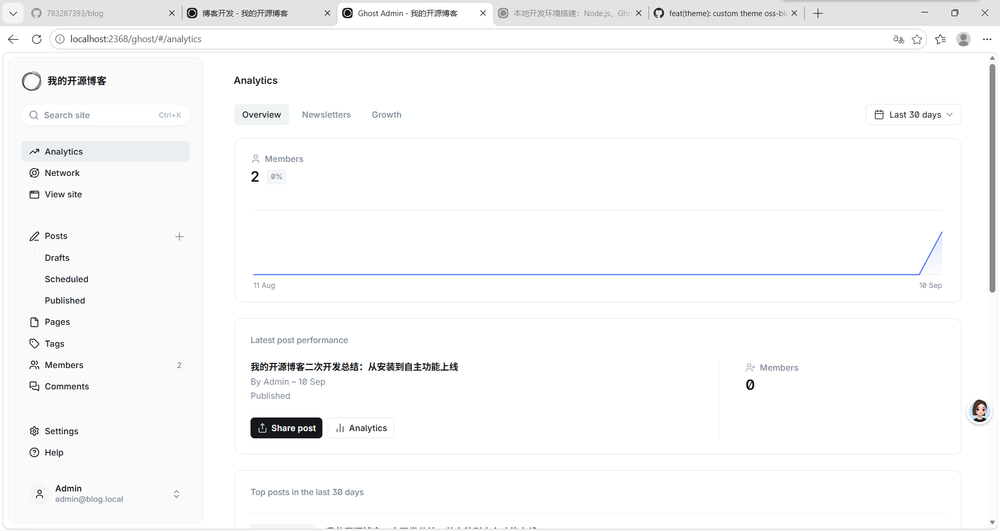 783287393/blog
博客开发 - 我的开源博客
Ghost Admin - 我的开源博客
本地开发环境搭建：Node.js、Gho
feat(theme): custom theme oss-blo
localhost:2368/ghost/#/analytics
我的开源博客
Search site
Ctrl+K
Analytics
Network
View site
Posts
Drafts
Scheduled
Published
Pages
Tags
Members
2
Comments
Settings
Help
Admin
admin@blog.local
Analytics
Overview
Newsletters
Growth
Last 30 days
Members
2
0%
11 Aug
10 Sep
Latest post performance
我的开源博客二次开发总结：从安装到自主功能上线
By Admin – 10 Sep
Published
Share post
Analytics
Members
0
Top posts in the last 30 days